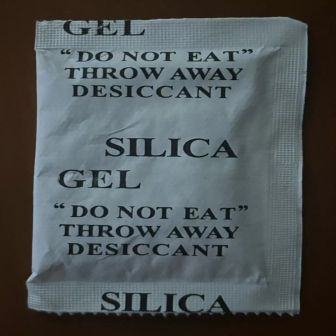 GEL
“DO NOT EAT”
THROW AWAY
DESICCANT
SILICA
GEL
“DO NOT EAT”
THROW AWAY
DESICCANT
SILICA